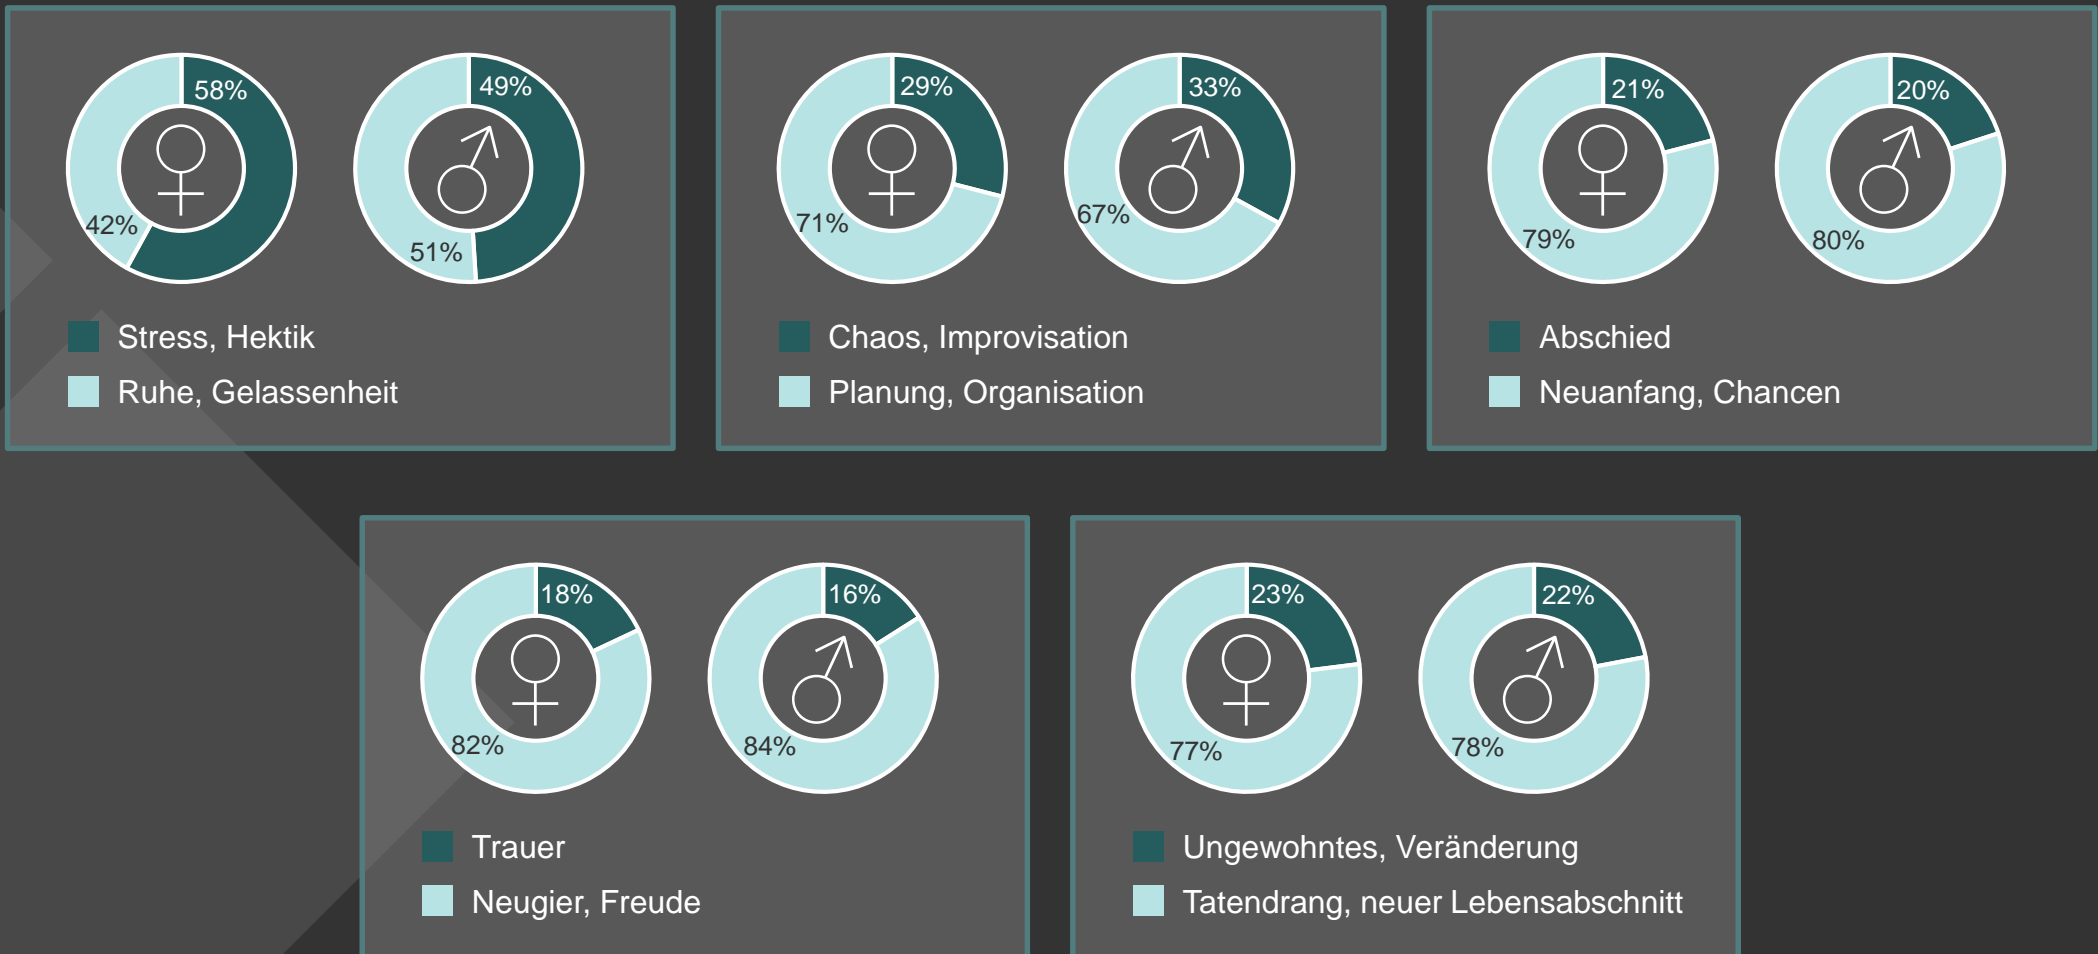 58%
42%
49%
51%
Stress, Hektik
Ruhe, Gelassenheit
29%
71%
33%
67%
Chaos, Improvisation
Planung, Organisation
21%
79%
20%
80%
Abschied
Neuanfang, Chancen
18%
82%
16%
84%
Trauer
Neugier, Freude
23%
77%
22%
78%
Ungewohntes, Veränderung
Tatendrang, neuer Lebensabschnitt